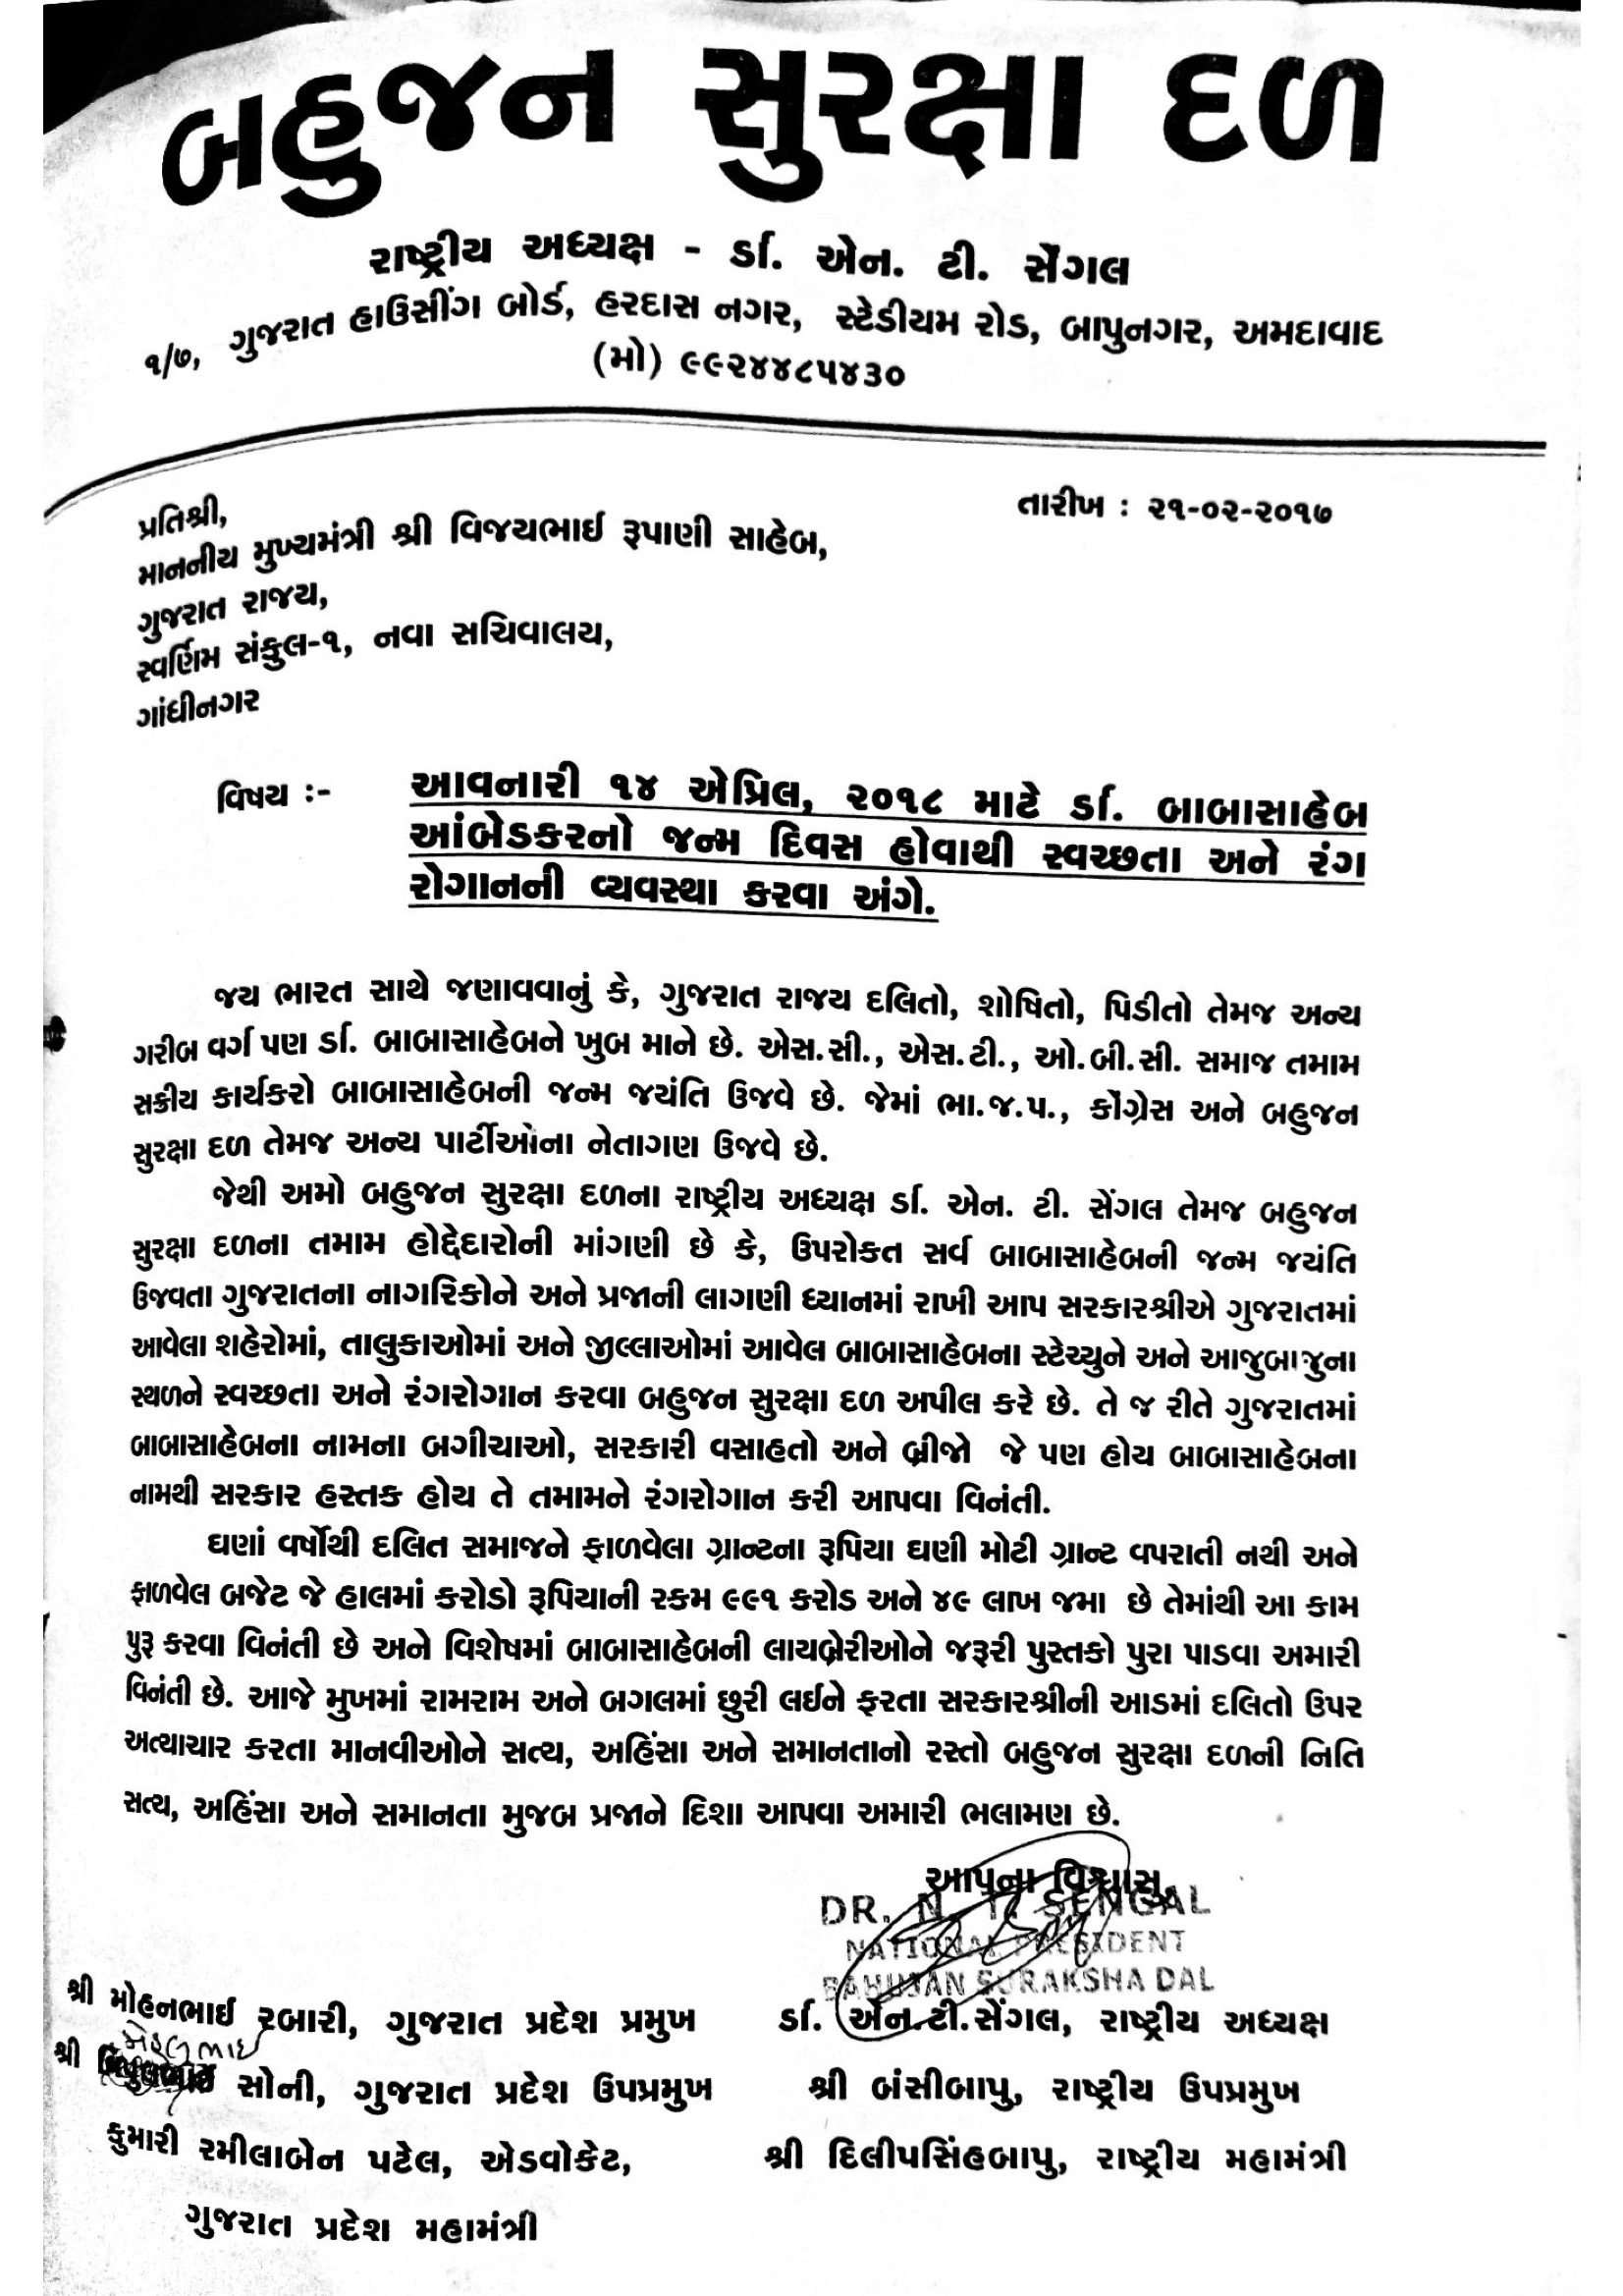 બહુજન સુરક્ષા દળ
રાષ્ટ્રીય અધ્યક્ષ - ર્ડા. એન. ટી. સેંગલ
૧/૭, ગુજરાત હાઉસીંગ બોર્ડ, હરદાસ નગર, સ્ટેડીયમ રોડ, બાપુનગર, અમદાવાદ
(મો) ૯૯૨૪૪૮૫૪૩૦
તારીખ : ૨૧-૦૨-૨૦૧૭
પ્રતિશ્રી,
માનનીય મુખ્યમંત્રી શ્રી વિજયભાઈ રૂપાણી સાહેબ,
ગુજરાત રાજય,
સ્વર્ણિમ સંકુલ-૧, નવા સચિવાલય,
ગાંધીનગર
વિષય :- આવનારી ૧૪ એપ્રિલ, ૨૦૧૮ માટે ર્ડા. બાબાસાહેબ
આંબેડકરનો જન્મ દિવસ હોવાથી સ્વચ્છતા અને રંગ
રોગાનની વ્યવસ્થા કરવા અંગે.
જય ભારત સાથે જણાવવાનું કે, ગુજરાત રાજય દલિતો, શોષિતો, પિડીતો તેમજ અન્ય
ગરીબ વર્ગ પણ ર્ડા. બાબાસાહેબને ખુબ માને છે. એસ.સી., એસ.ટી., ઓ.બી.સી. સમાજ તમામ
સક્રીય કાર્યકરો બાબાસાહેબની જન્મ જયંતિ ઉજવે છે. જેમાં ભા.જ.પ., કોંગ્રેસ અને બહુજન
સુરક્ષા દળ તેમજ અન્ય પાર્ટીઓના નેતાગણ ઉજવે છે.
જેથી અમો બહુજન સુરક્ષા દળના રાષ્ટ્રીય અધ્યક્ષ ર્ડા. એન. ટી. સેંગલ તેમજ બહુજન
સુરક્ષા દળના તમામ હોદ્દેદારોની માંગણી છે કે, ઉપરોકત સર્વ બાબાસાહેબની જન્મ જયંતિ
ઉજવતા ગુજરાતના નાગરિકોને અને પ્રજાની લાગણી ધ્યાનમાં રાખી આપ સરકારશ્રીએ ગુજરાતમાં
આવેલા શહેરોમાં, તાલુકાઓમાં અને જીલ્લાઓમાં આવેલ બાબાસાહેબના સ્ટેચ્યુને અને આજુબાજુના
સ્થળને સ્વચ્છતા અને રંગરોગાન કરવા બહુજન સુરક્ષા દળ અપીલ કરે છે. તે જ રીતે ગુજરાતમાં
બાબાસાહેબના નામના બગીચાઓ, સરકારી વસાહતો અને બ્રીજો જે પણ હોય બાબાસાહેબના
નામથી સરકાર હસ્તક હોય તે તમામને રંગરોગાન કરી આપવા વિનંતી.
ઘણાં વર્ષોથી દલિત સમાજને ફાળવેલા ગ્રાન્ટના રૂપિયા ઘણી મોટી ગ્રાન્ટ વપરાતી નથી અને
ફાળવેલ બજેટ જે હાલમાં કરોડો રૂપિયાની રકમ ૯૯૧ કરોડ અને ૪૯ લાખ જમા છે તેમાંથી આ કામ
પુરૂ કરવા વિનંતી છે અને વિશેષમાં બાબાસાહેબની લાયબ્રેરીઓને જરૂરી પુસ્તકો પુરા પાડવા અમારી
વિનંતી છે. આજે મુખમાં રામરામ અને બગલમાં છુરી લઈને ફરતા સરકારશ્રીની આડમાં દલિતો ઉપર
અત્યાચાર કરતા માનવીઓને સત્ય, અહિંસા અને સમાનતાનો રસ્તો બહુજન સુરક્ષા દળની નિતિ
સત્ય, અહિંસા અને સમાનતા મુજબ પ્રજાને દિશા આપવા અમારી ભલામણ છે.
આપના વિશ્વાસુ,
DR. N. T. SENGAL
NATIONAL PRESIDENT
BAHUJAN SURAKSHA DAL
શ્રી મોહનભાઈ રબારી, ગુજરાત પ્રદેશ પ્રમુખ
ર્ડા. એન.ટી.સેંગલ, રાષ્ટ્રીય અધ્યક્ષ
શ્રી સોની, ગુજરાત પ્રદેશ ઉપપ્રમુખ
શ્રી બંસીબાપુ, રાષ્ટ્રીય ઉપપ્રમુખ
કુમારી રમીલાબેન પટેલ, એડવોકેટ,
શ્રી દિલીપસિંહબાપુ, રાષ્ટ્રીય મહામંત્રી
ગુજરાત પ્રદેશ મહામંત્રી